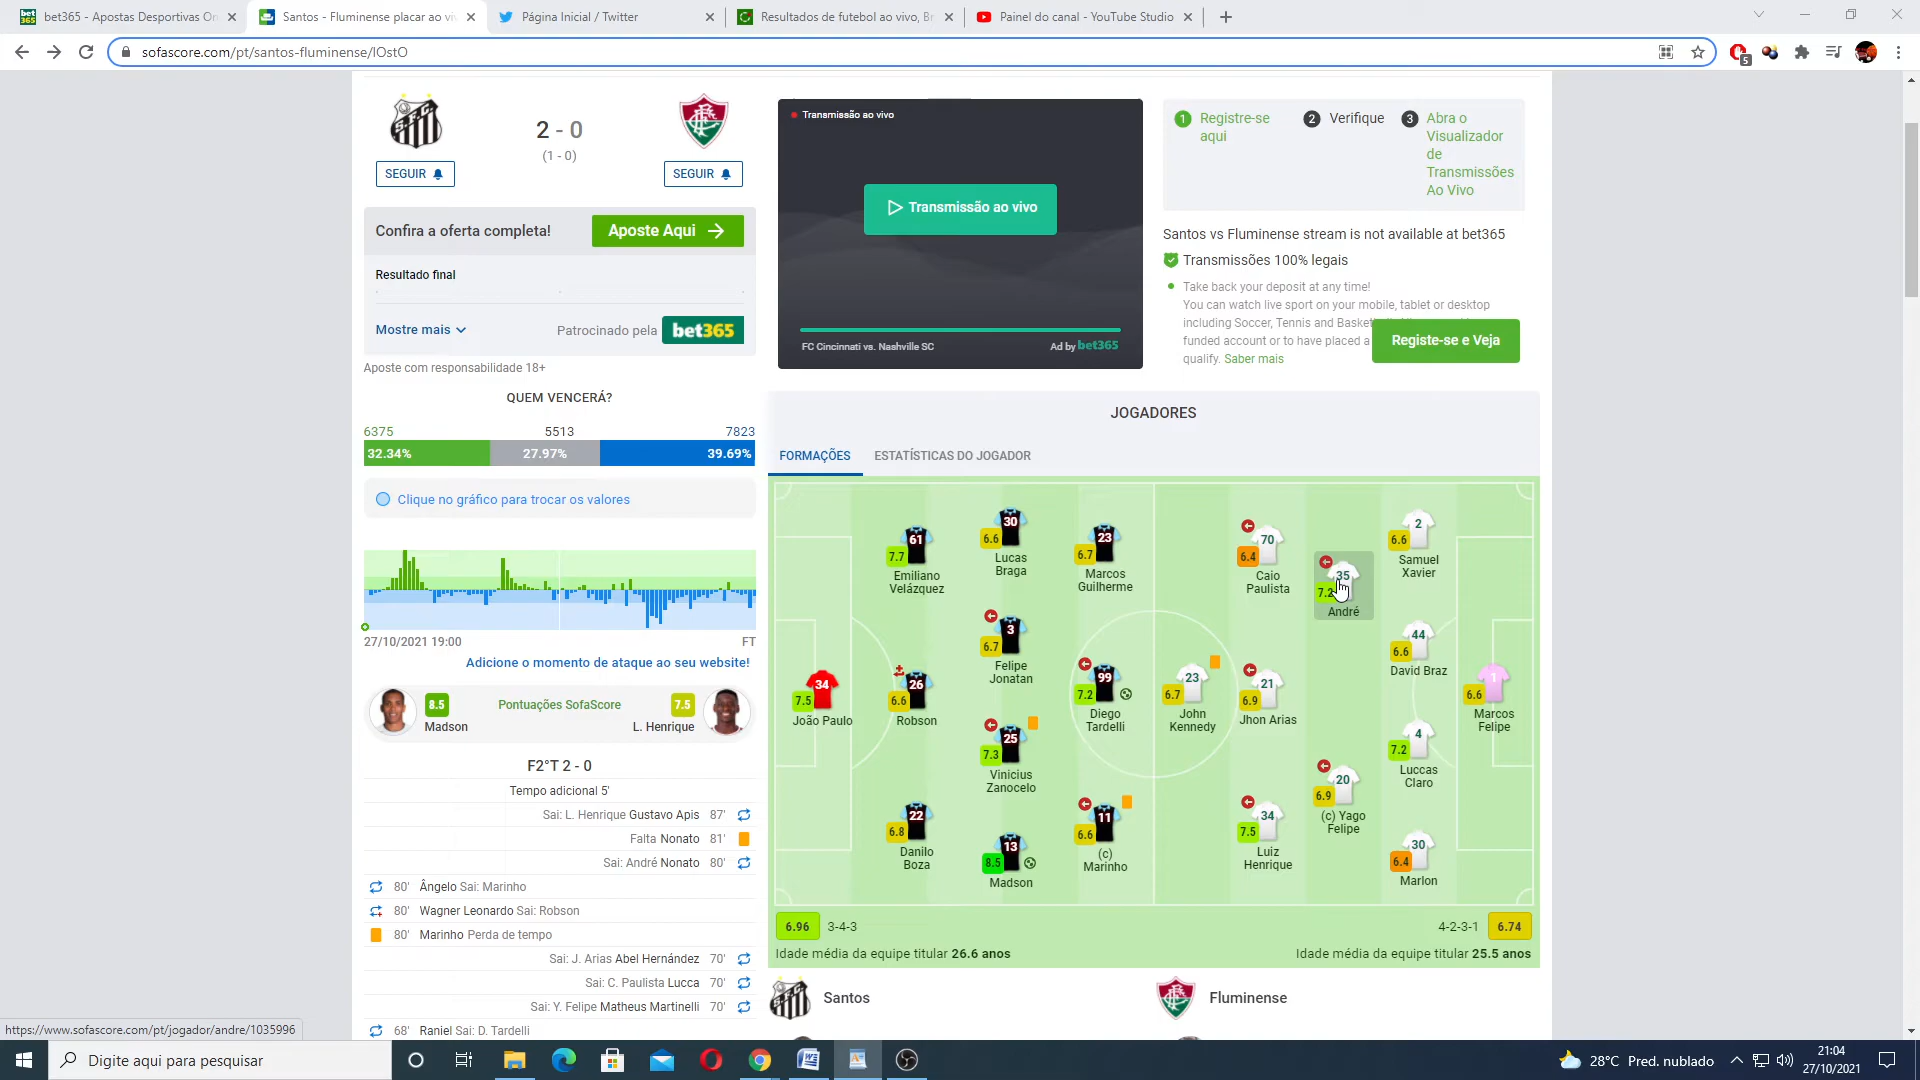 bet365 - Apostas Desportivas On
Santos - Fluminense placar ao viv
Página Inicial / Twitter
Resultados de futebol ao vivo, Br
Painel do canal - YouTube Studio
sofascore.com/pt/santos-fluminense/lOstO
5
2 - 0
(1 - 0)
SEGUIR
SEGUIR
Confira a oferta completa!
Aposte Aqui
Resultado final
Mostre mais
Patrocinado pela bet365
Aposte com responsabilidade 18+
QUEM VENCERÁ?
6375 5513 7823
32.34% 27.97% 39.69%
Clique no gráfico para trocar os valores
27/10/2021 19:00 FT
Adicione o momento de ataque ao seu website!
8.5 Pontuações SofaScore 7.5
Madson L. Henrique
F2°T 2 - 0
Tempo adicional 5'
Sai: L. Henrique Gustavo Apis 87'
Falta Nonato 81'
Sai: André Nonato 80'
80' Ângelo Sai: Marinho
80' Wagner Leonardo Sai: Robson
80' Marinho Perda de tempo
Sai: J. Arias Abel Hernández 70'
Sai: C. Paulista Lucca 70'
Sai: Y. Felipe Matheus Martinelli 70'
68' Raniel Sai: D. Tardelli
Transmissão ao vivo
Transmissão ao vivo
FC Cincinnati vs. Nashville SC
Ad by bet365
1 Registre-se
aqui
2 Verifique
3 Abra o
Visualizador
de
Transmissões
Ao Vivo
Santos vs Fluminense stream is not available at bet365
Transmissões 100% legais
Take back your deposit at any time!
You can watch live sport on your mobile, tablet or desktop
including Soccer, Tennis and Basket
funded account or to have placed a
qualify. Saber mais
Registe-se e Veja
JOGADORES
FORMAÇÕES ESTATÍSTICAS DO JOGADOR
34
7.5
João Paulo
61
7.7
Emiliano
Velázquez
26
6.6
Robson
22
6.8
Danilo
Boza
30
6.6
Lucas
Braga
3
6.7
Felipe
Jonatan
25
7.3
Vinicius
Zanocelo
13
8.5
Madson
23
6.7
Marcos
Guilherme
99
7.2
Diego
Tardelli
11
6.6
(c)
Marinho
23
6.7
John
Kennedy
70
6.4
Caio
Paulista
21
6.9
Jhon Arias
34
7.5
Luiz
Henrique
35
7.2
André
20
6.9
(c) Yago
Felipe
2
6.6
Samuel
Xavier
44
6.6
David Braz
4
7.2
Luccas
Claro
30
6.4
Marlon
1
6.6
Marcos
Felipe
6.96 3-4-3
4-2-3-1 6.74
Idade média da equipe titular 26.6 anos
Idade média da equipe titular 25.5 anos
Santos
Fluminense
https://www.sofascore.com/pt/jogador/andre/1035996
Digite aqui para pesquisar
28°C Pred. nublado
21:04
27/10/2021